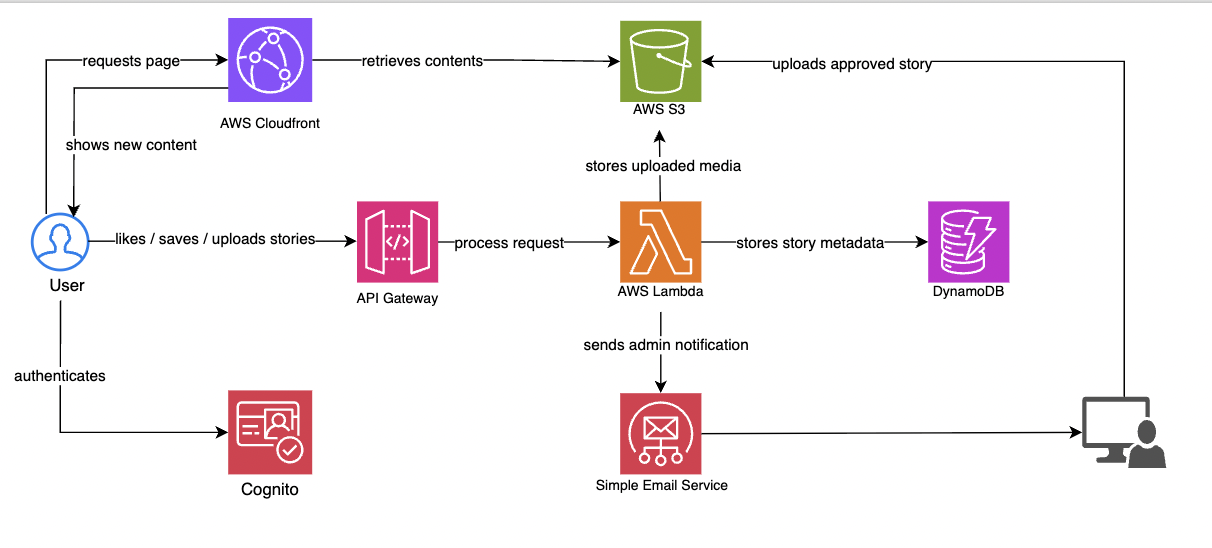 requests page
retrieves contents
uploads approved story
AWS S3
AWS Cloudfront
shows new content
stores uploaded media
likes / saves / uploads stories
process request
stores story metadata
User
API Gateway
AWS Lambda
DynamoDB
sends admin notification
authenticates
Cognito
Simple Email Service